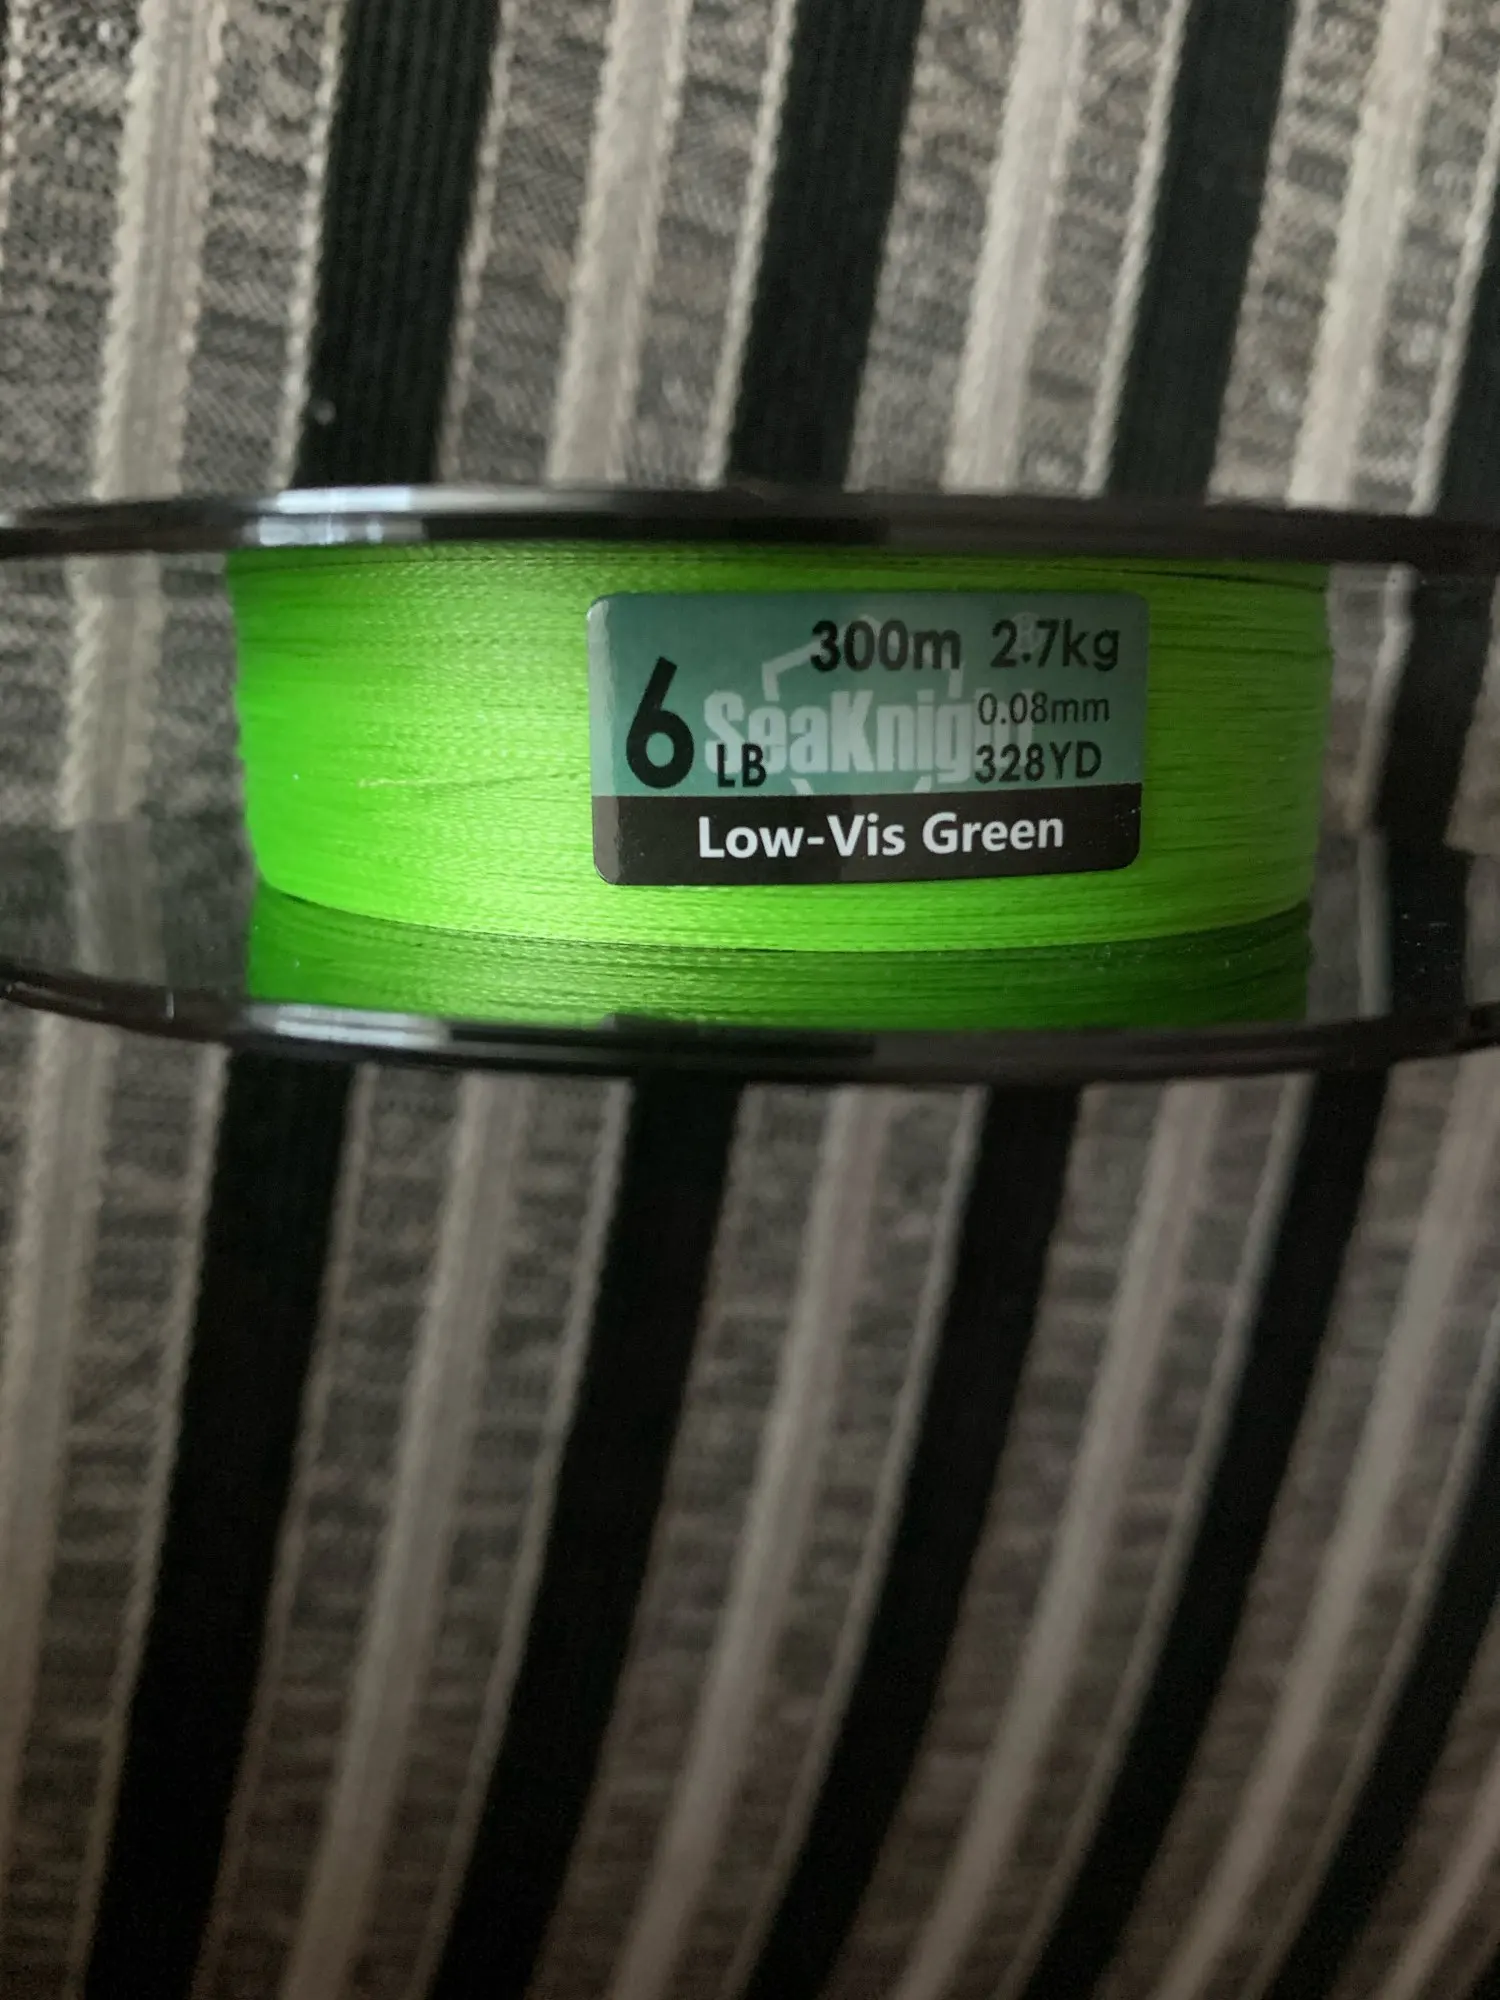 300m 2.7kg
SeaKnight 0.08mm
6 LB 328YD
Low-Vis Green